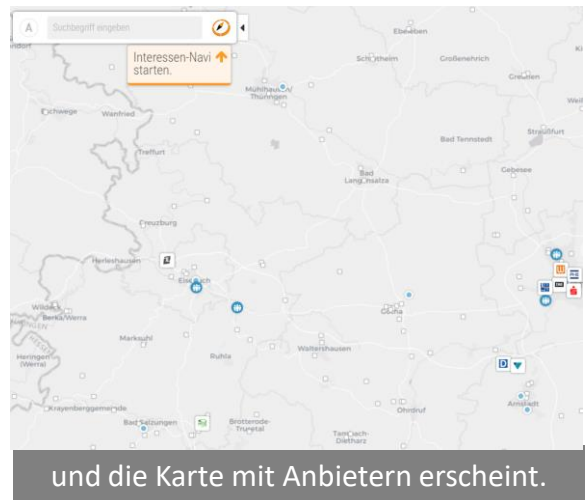 A
Suchbegriff eingeben
Interessen-Navi
starten.
Ebeleben
Großenehrich
Mühlhausen/
Thüringen
Greußen
Eschwege
Wanfried
Bad Tennstedt
Straußfurt
Treffurt
Bad
Langensalza
Gebesee
Creuzburg
Herleshausen
Eisenach
Gotha
Berka/Werra
Marksuhl
Waltershausen
Ruhla
Heringen
(Werra)
Krayenberggemeinde
Ohrdruf
Arnstadt
Bad Salzungen
Brotterode-
Trusetal
Tambach-
Dietharz
und die Karte mit Anbietern erscheint.